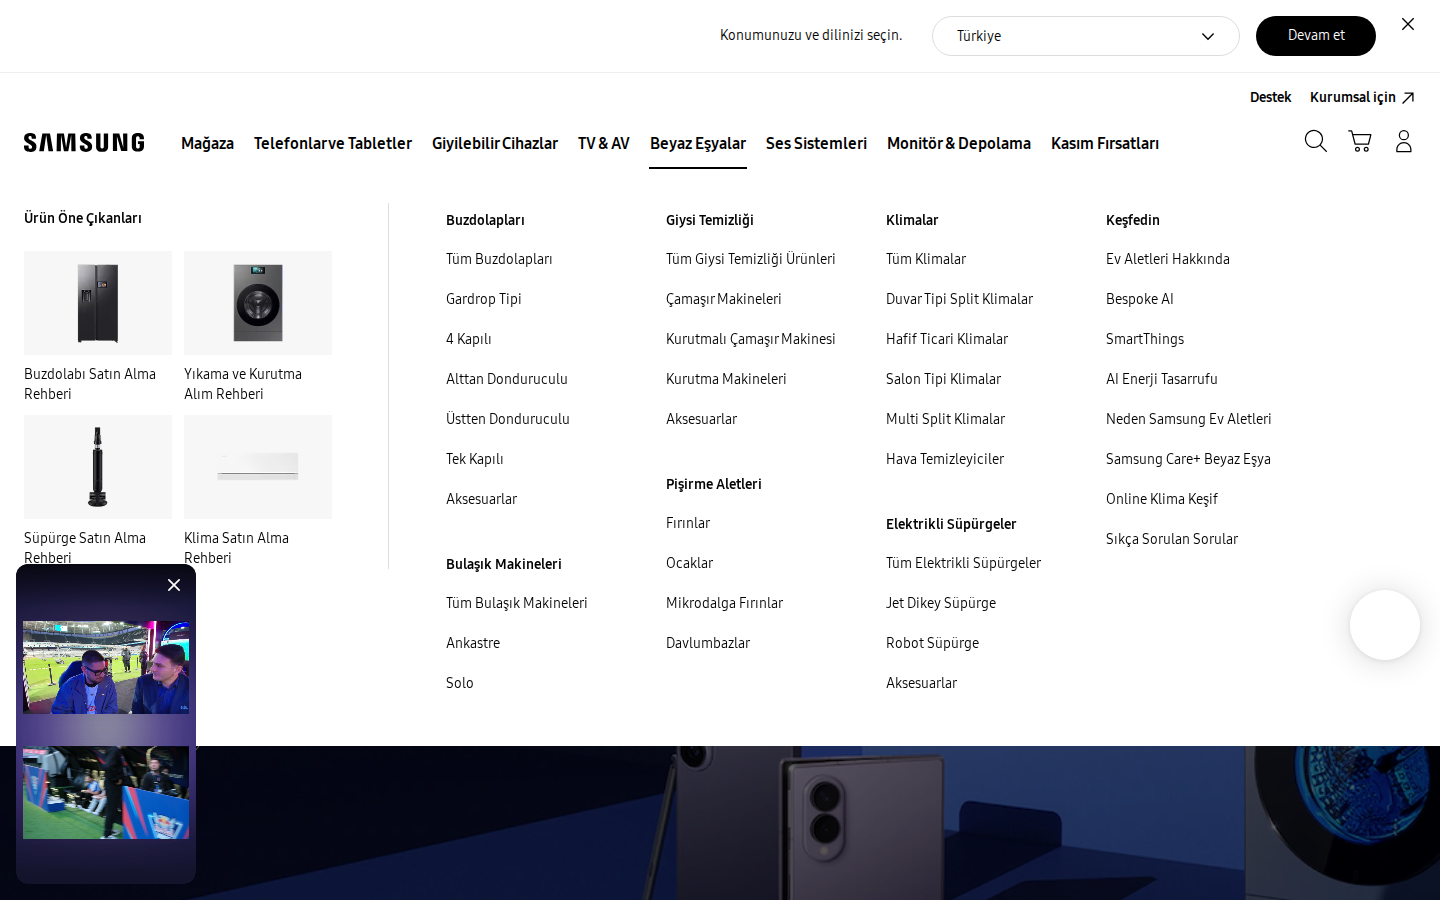 Konumunuzu ve dilinizi seçin.
Türkiye
Devam et
Destek
Kurumsal için
SAMSUNG
Mağaza
Telefonlar ve Tabletler
Giyilebilir Cihazlar
TV & AV
Beyaz Eşyalar
Ses Sistemleri
Monitör & Depolama
Kasım Fırsatları
Ürün Öne Çıkanları
Buzdolabı Satın Alma
Rehberi
Yıkama ve Kurutma
Alım Rehberi
Süpürge Satın Alma
Rehberi
Klima Satın Alma
Rehberi
Buzdolapları
Tüm Buzdolapları
Gardrop Tipi
4 Kapılı
Alttan Donduruculu
Üstten Donduruculu
Tek Kapılı
Aksesuarlar
Bulaşık Makineleri
Tüm Bulaşık Makineleri
Ankastre
Solo
Giysi Temizliği
Tüm Giysi Temizliği Ürünleri
Çamaşır Makineleri
Kurutmalı Çamaşır Makinesi
Kurutma Makineleri
Aksesuarlar
Pişirme Aletleri
Fırınlar
Ocaklar
Mikrodalga Fırınlar
Davlumbazlar
Klimalar
Tüm Klimalar
Duvar Tipi Split Klimalar
Hafif Ticari Klimalar
Salon Tipi Klimalar
Multi Split Klimalar
Hava Temizleyiciler
Elektrikli Süpürgeler
Tüm Elektrikli Süpürgeler
Jet Dikey Süpürge
Robot Süpürge
Aksesuarlar
Keşfedin
Ev Aletleri Hakkında
Bespoke AI
SmartThings
AI Enerji Tasarrufu
Neden Samsung Ev Aletleri
Samsung Care+ Beyaz Eşya
Online Klima Keşif
Sıkça Sorulan Sorular